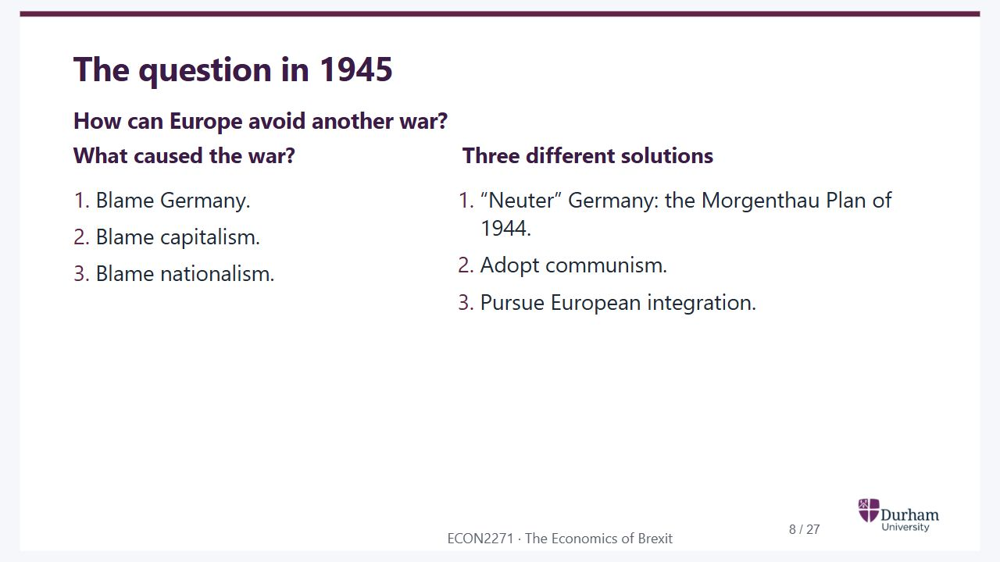 The question in 1945
How can Europe avoid another war?
What caused the war?
1. Blame Germany.
2. Blame capitalism.
3. Blame nationalism.
Three different solutions
1. “Neuter” Germany: the Morgenthau Plan of
1944.
2. Adopt communism.
3. Pursue European integration.
ECON2271 · The Economics of Brexit
8 / 27
Durham
University